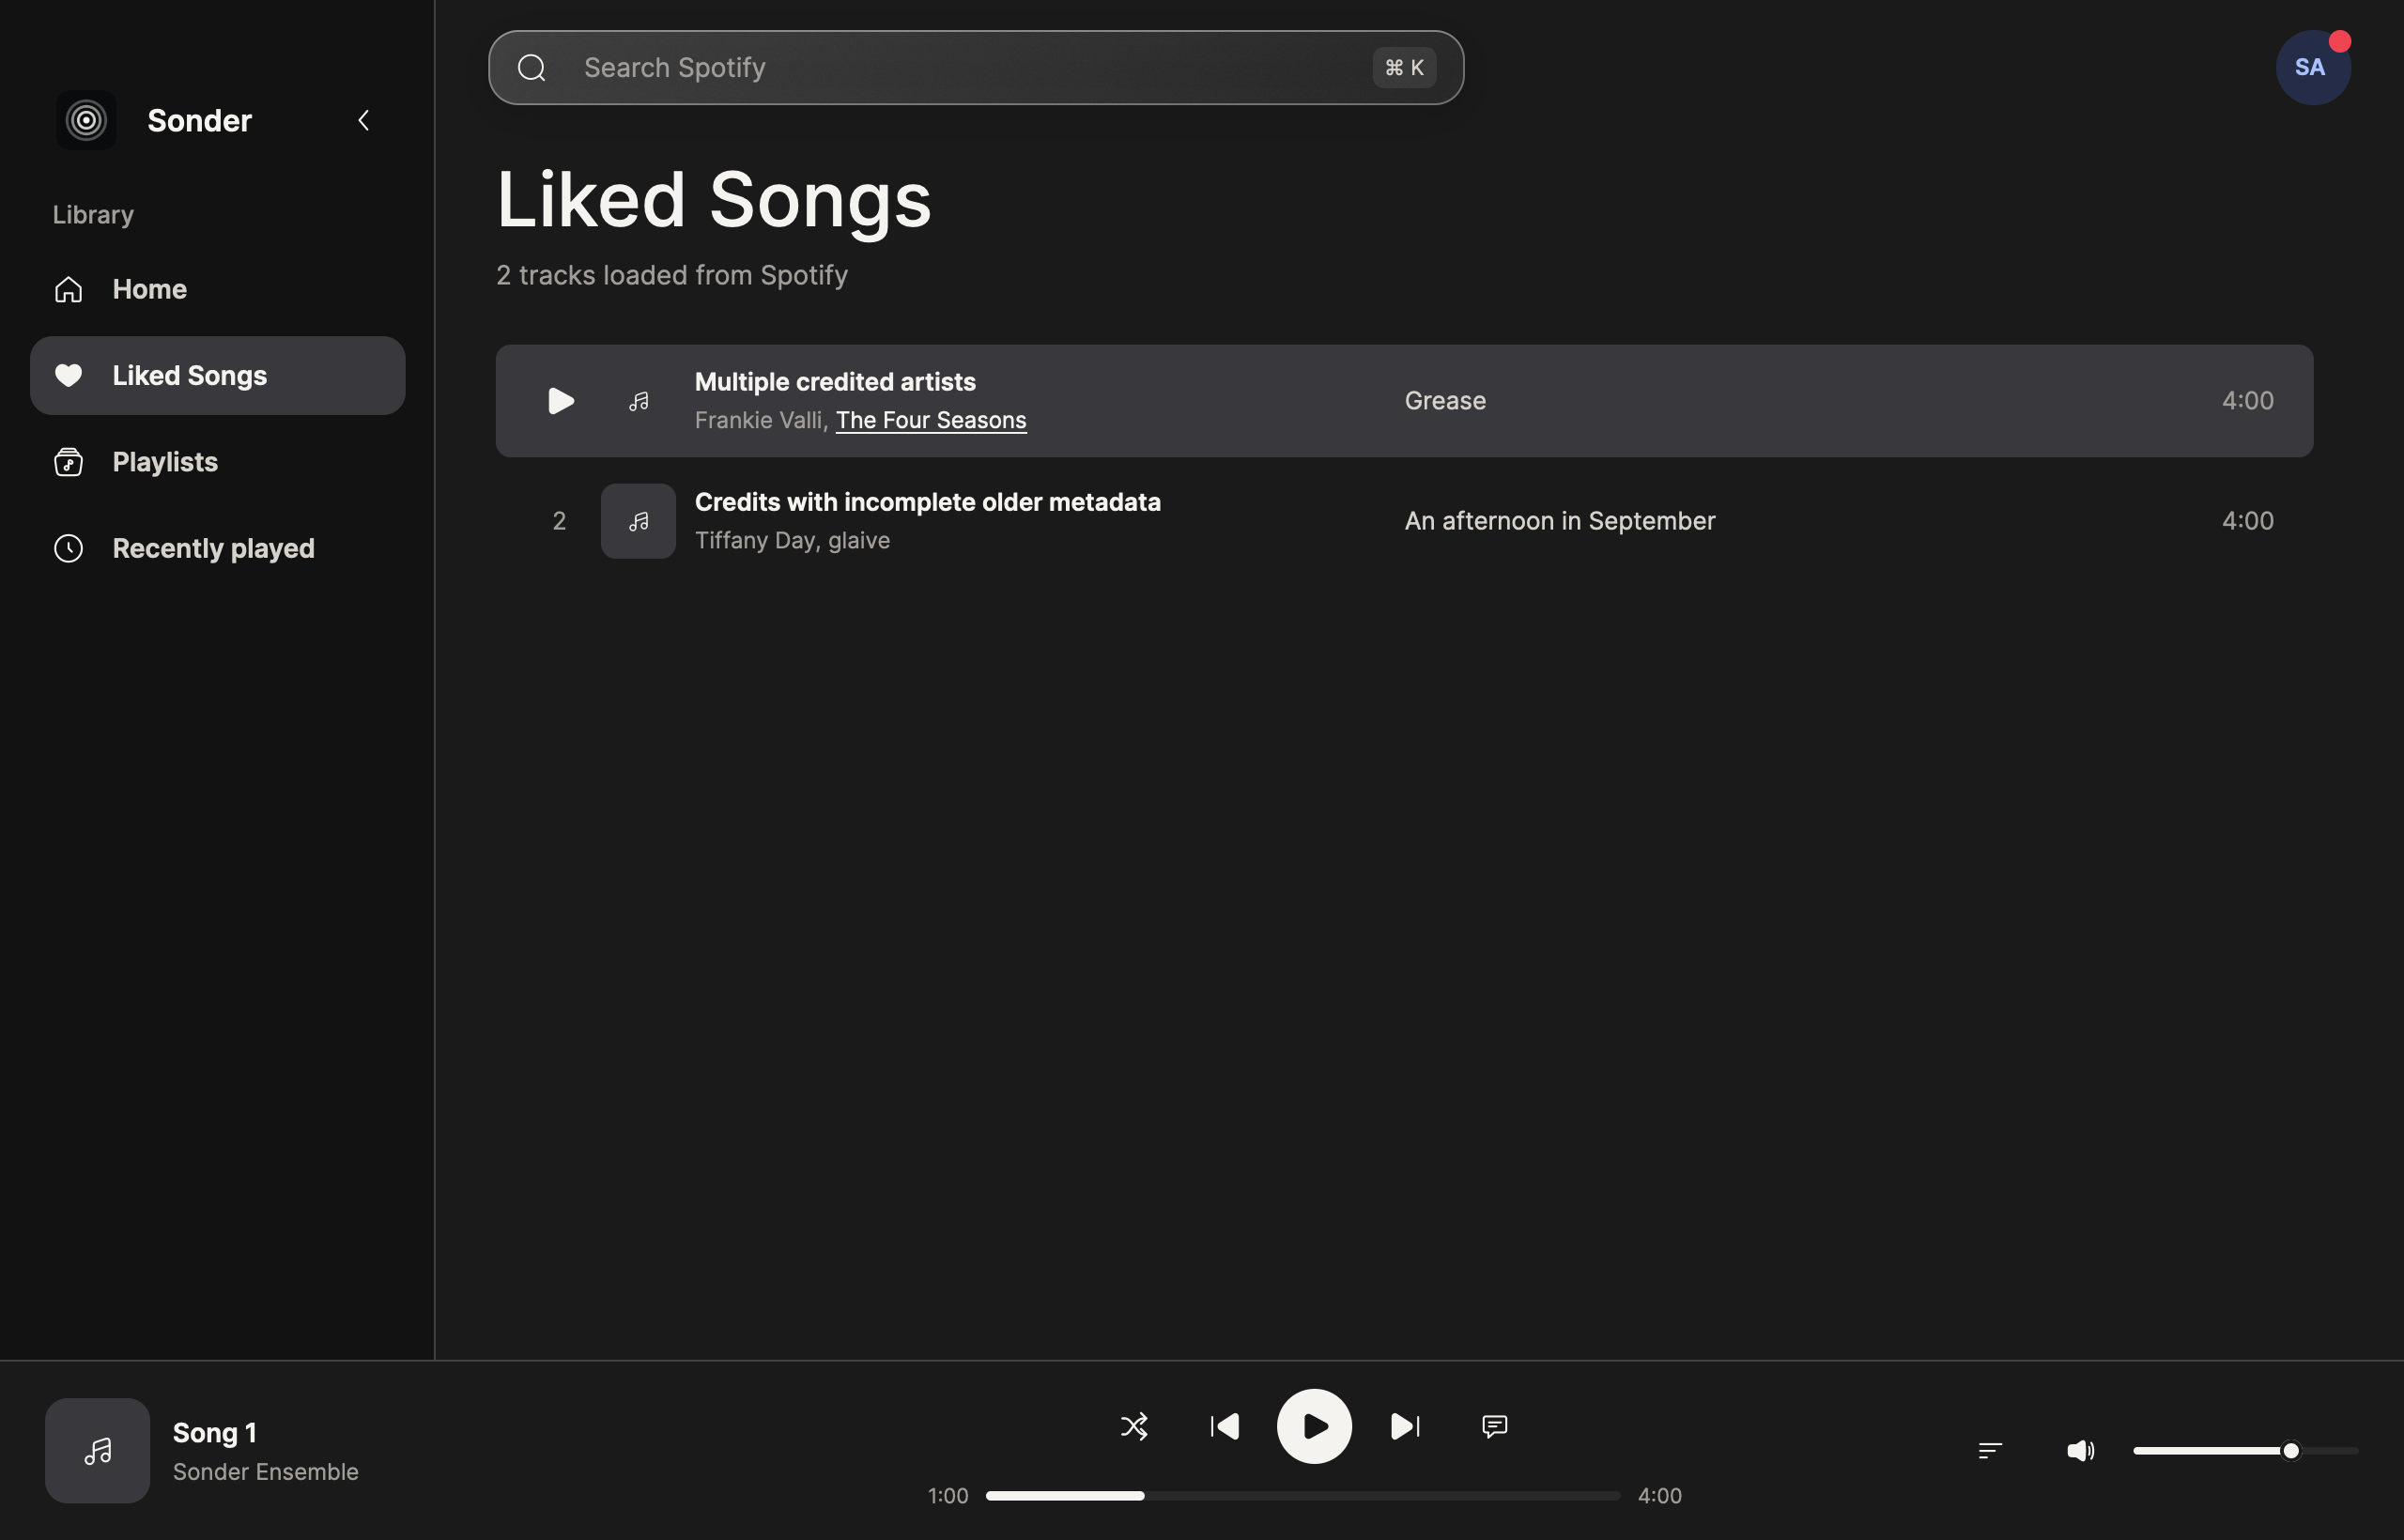 Search Spotify
⌘ K
SA
Sonder
Library
Home
Liked Songs
Playlists
Recently played
Liked Songs
2 tracks loaded from Spotify
Multiple credited artists
Frankie Valli, The Four Seasons
Grease
4:00
2
Credits with incomplete older metadata
Tiffany Day, glaive
An afternoon in September
4:00
Song 1
Sonder Ensemble
1:00
4:00